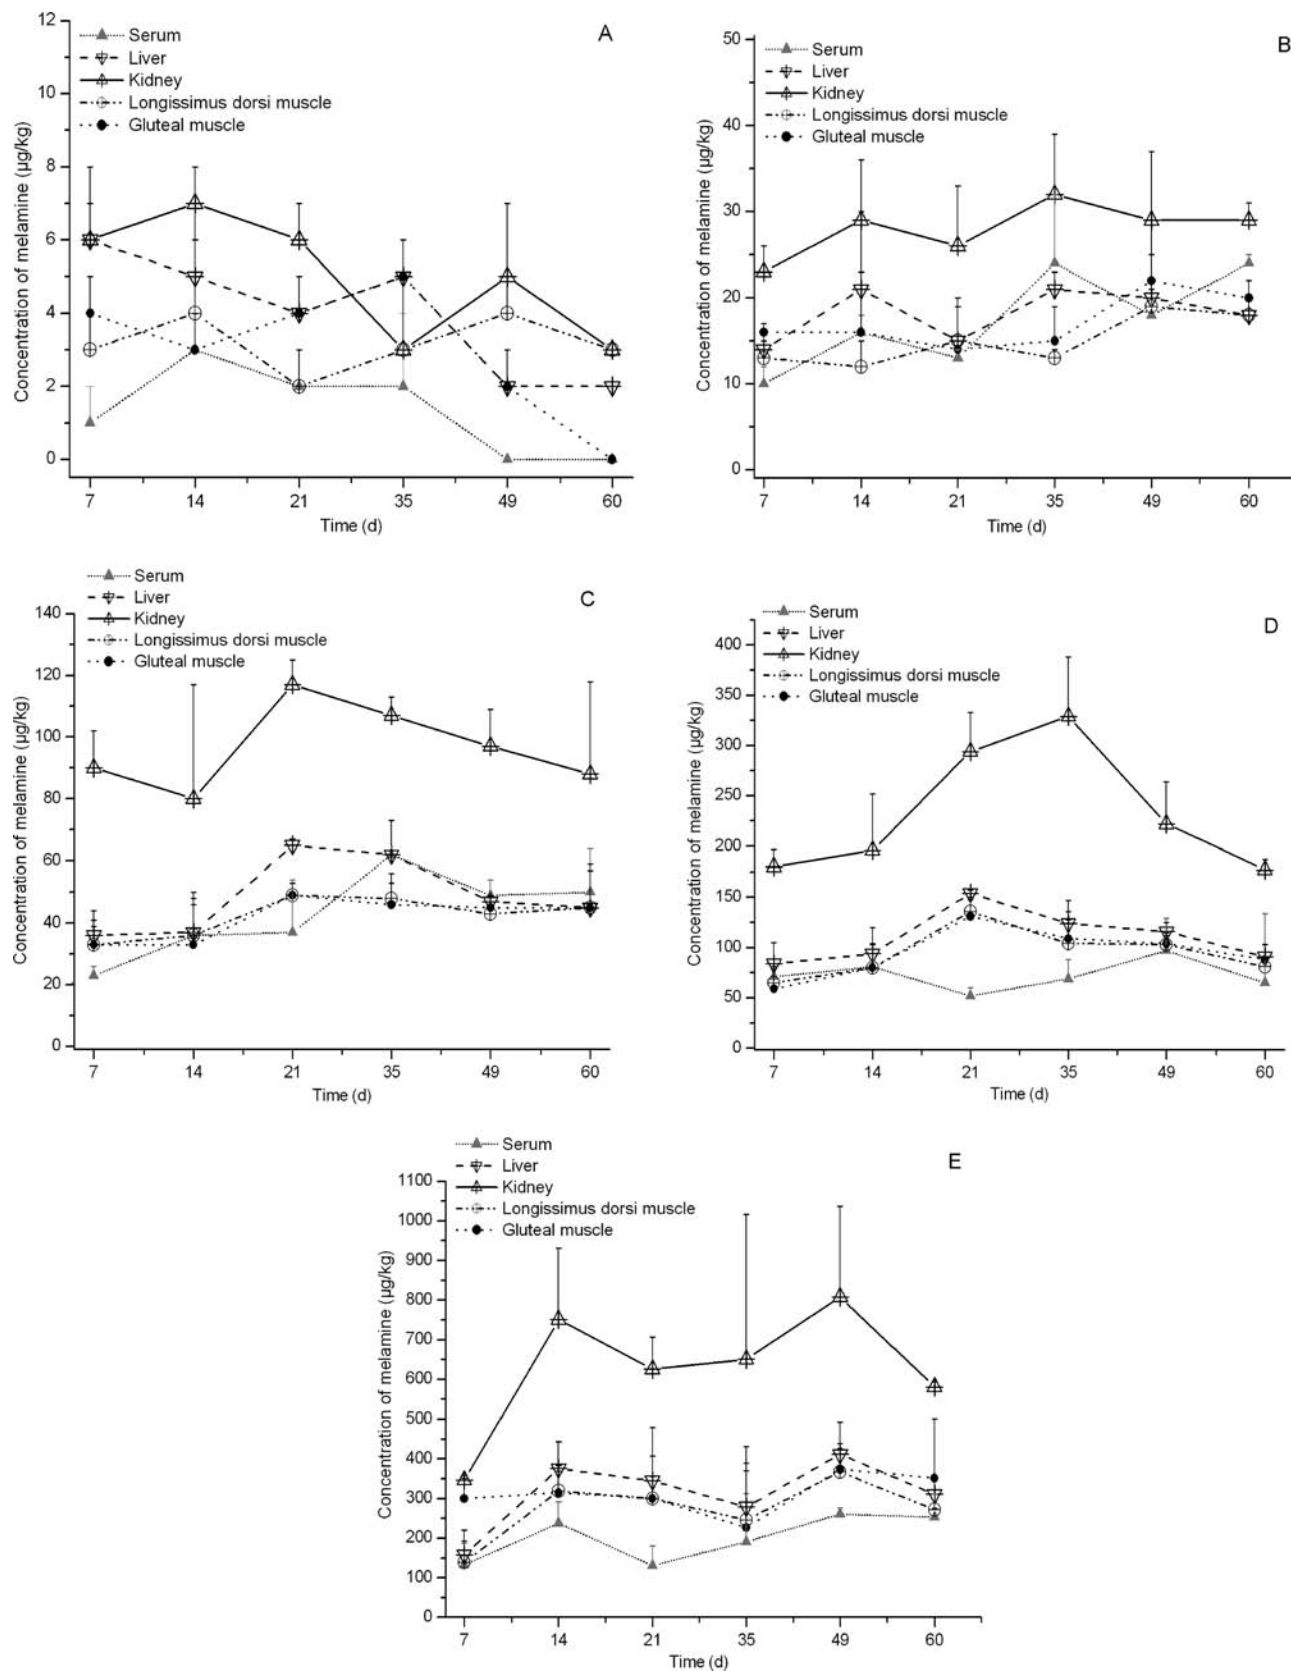 A
Serum
Liver
Kidney
Longissimus dorsi muscle
Gluteal muscle
Concentration of melamine (µg/kg)
12
10
8
6
4
2
0
7 14 21 35 49 60
Time (d)
B
Serum
Liver
Kidney
Longissimus dorsi muscle
Gluteal muscle
Concentration of melamine (µg/kg)
50
40
30
20
10
0
7 14 21 35 49 60
Time (d)
C
Serum
Liver
Kidney
Longissimus dorsi muscle
Gluteal muscle
Concentration of melamine (µg/kg)
140
120
100
80
60
40
20
0
7 14 21 35 49 60
Time (d)
D
Serum
Liver
Kidney
Longissimus dorsi muscle
Gluteal muscle
Concentration of melamine (µg/kg)
400
350
300
250
200
150
100
50
0
7 14 21 35 49 60
Time (d)
E
Serum
Liver
Kidney
Longissimus dorsi muscle
Gluteal muscle
Concentration of melamine (µg/kg)
1100
1000
900
800
700
600
500
400
300
200
100
0
7 14 21 35 49 60
Time (d)